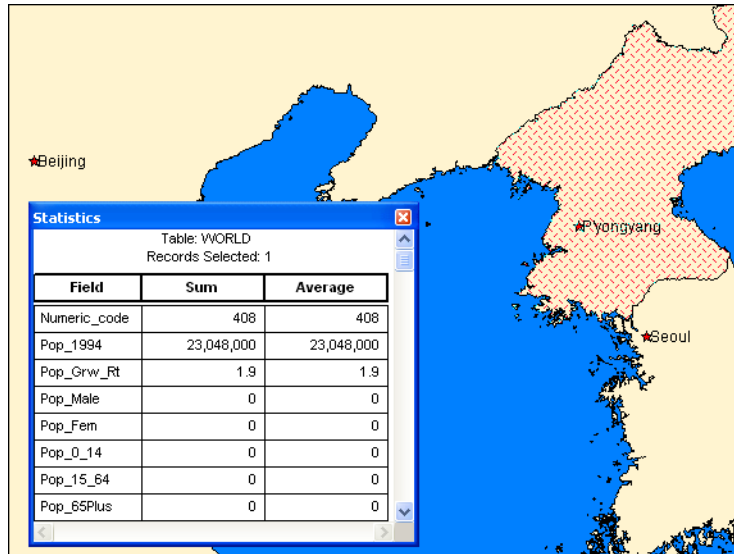 Beijing
Pyongyang
Seoul
Statistics
Table: WORLD
Records Selected: 1
Field Sum Average
Numeric_code 408 408
Pop_1994 23,048,000 23,048,000
Pop_Grw_Rt 1.9 1.9
Pop_Male 0 0
Pop_Fem 0 0
Pop_0_14 0 0
Pop_15_64 0 0
Pop_65Plus 0 0